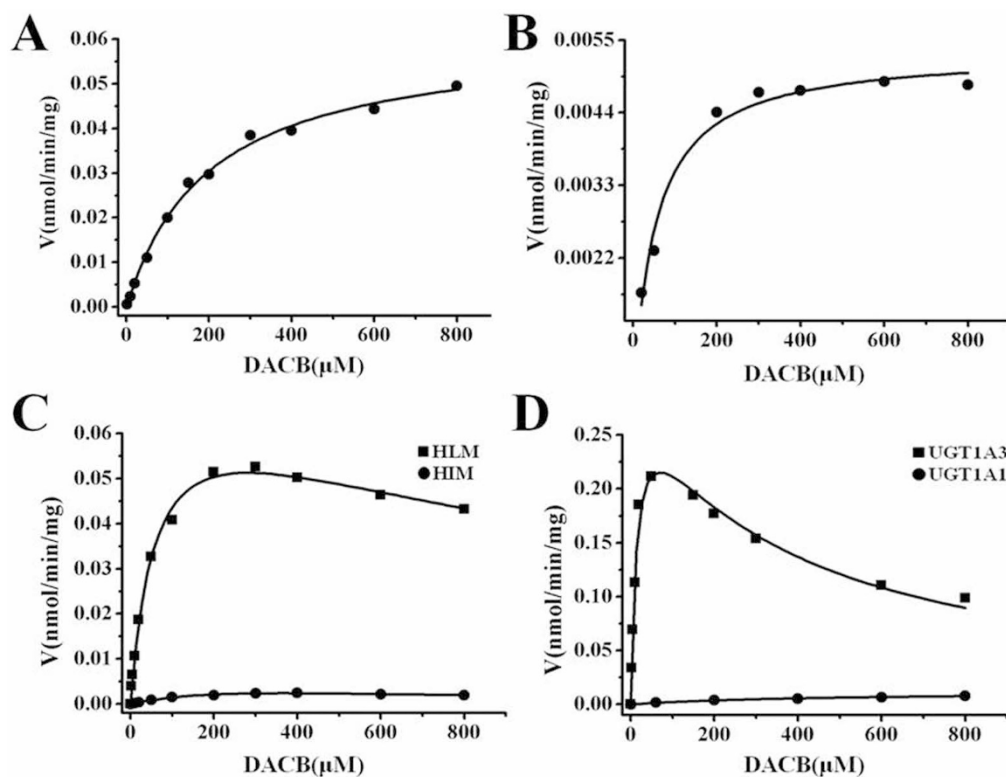 A
V(nmol/min/mg)
0.06
0.05
0.04
0.03
0.02
0.01
0.00
0 200 400 600 800
DACB(μM)
B
V(nmol/min/mg)
0.0055
0.0044
0.0033
0.0022
0 200 400 600 800
DACB(μM)
C
V(nmol/min/mg)
0.06
0.05
0.04
0.03
0.02
0.01
0.00
HLM
HIM
0 200 400 600 800
DACB(μM)
D
V(nmol/min/mg)
0.25
0.20
0.15
0.10
0.05
0.00
UGT1A3
UGT1A1
0 200 400 600 800
DACB(μM)